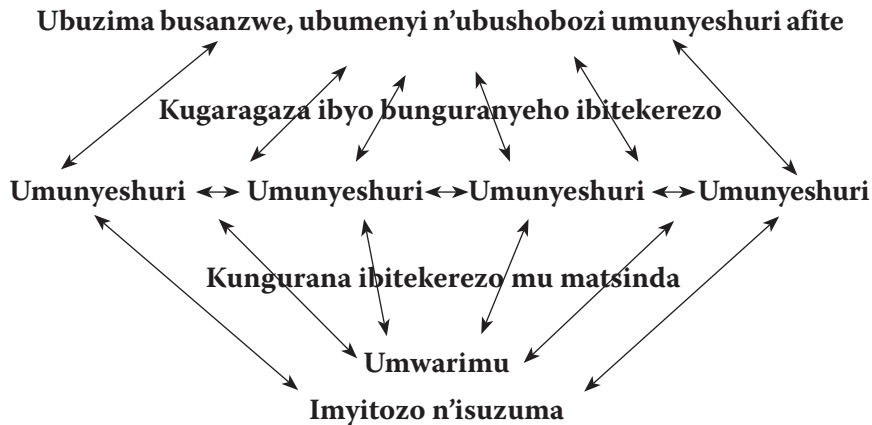 Ubuzima busanzwe, ubumenyi n'ubushobozi umunyeshuri afite
Kugaragaza ibyo bunguranyeho ibitekerezo
Umunyeshuri Umunyeshuri Umunyeshuri Umunyeshuri
Kungurana ibitekerezo mu matsinda
Umwarimu
Imyitozo n'isuzuma